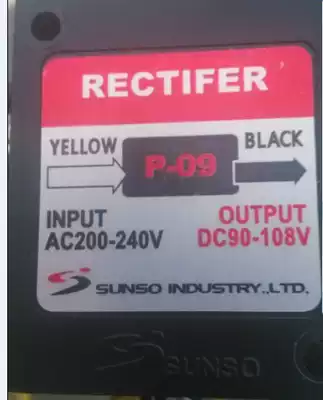 RECTIFER
YELLOW
BLACK
P-09
INPUT
AC200-240V
OUTPUT
DC90-108V
SUNSO INDUSTRY.,LTD.
SUNSO